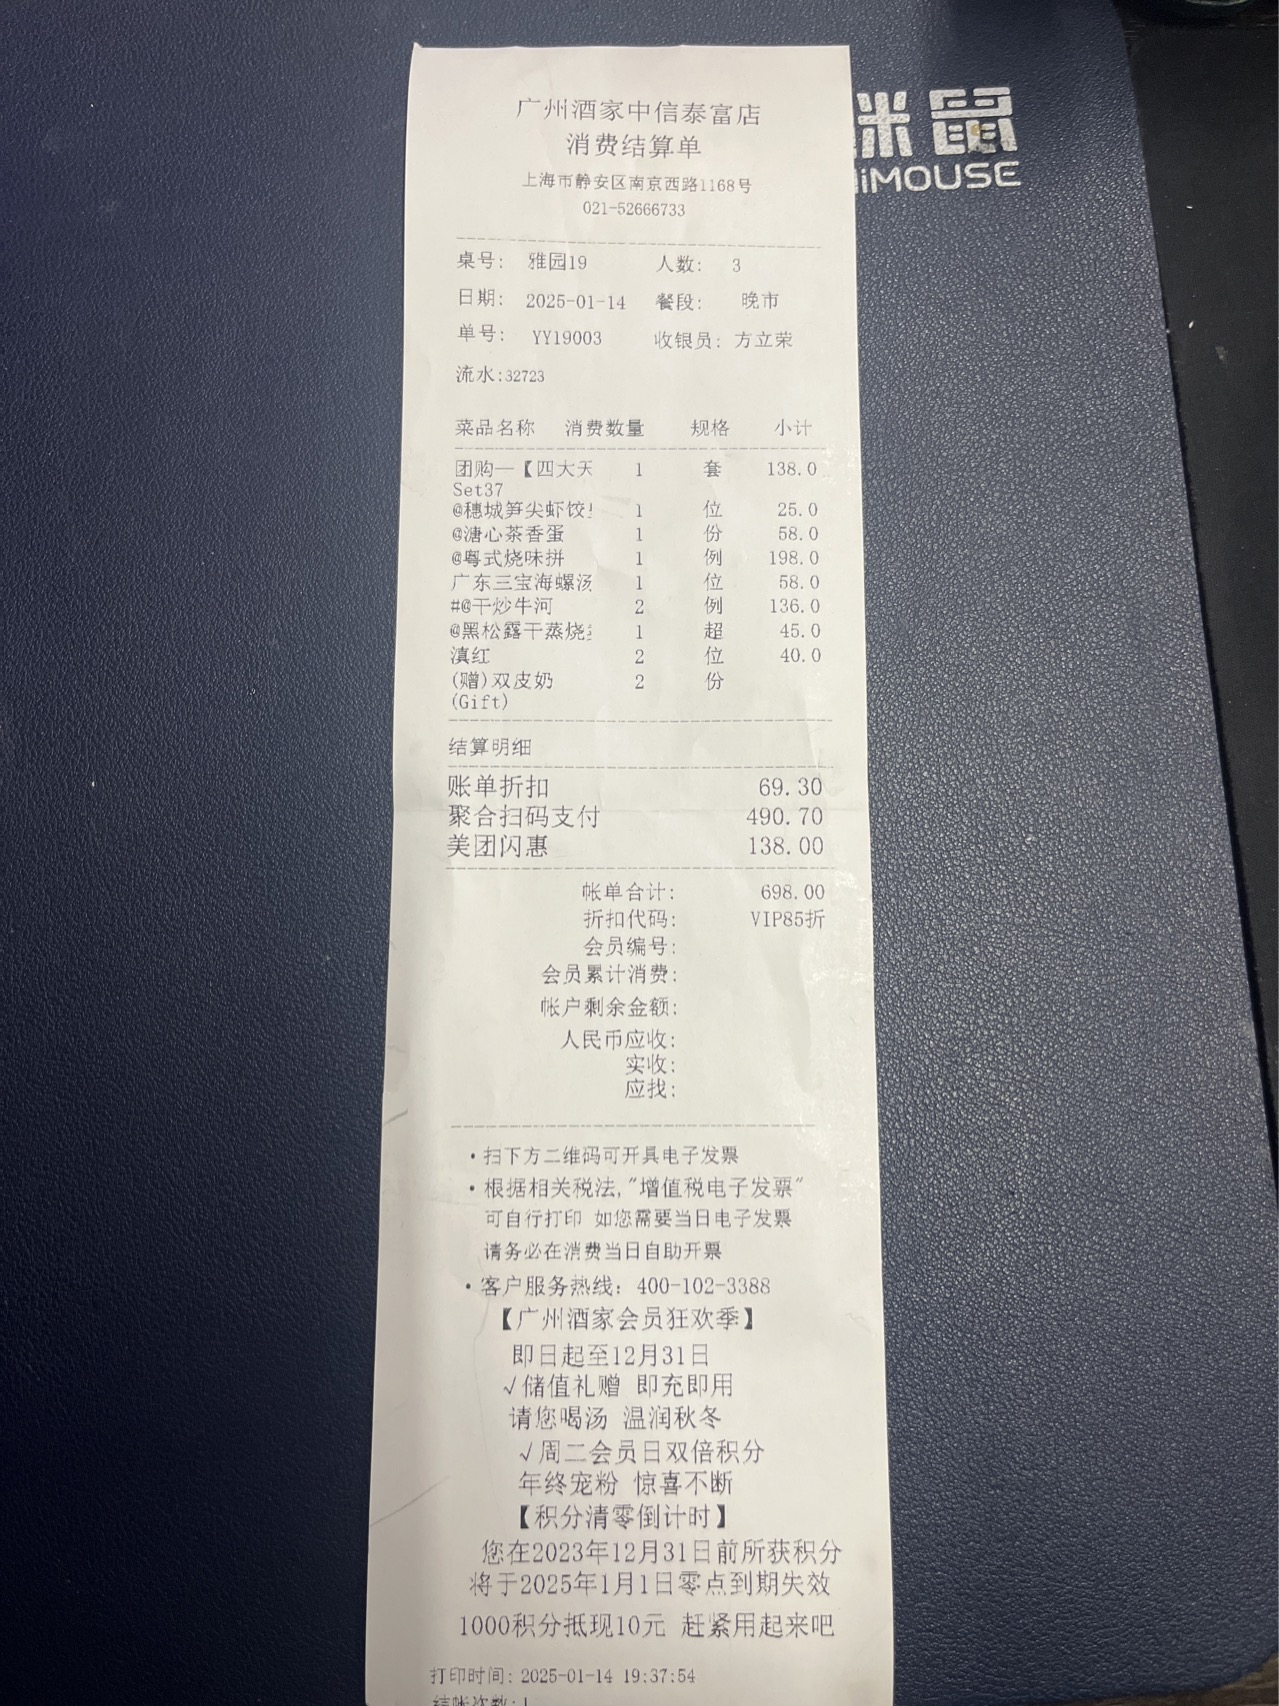 广州酒家中信泰富店
消费结算单
上海市静安区南京西路1168号
021-52666733
米鼠
iMOUSE
桌号: 雅园19 人数: 3
日期: 2025-01-14 餐段: 晚市
单号: YY19003 收银员: 方立荣
流水:32723
菜品名称 消费数量 规格 小计
团购—【四大天 1 套 138.0
Set37
@穗城笋尖虾饺 1 位 25.0
@溏心茶香蛋 1 份 58.0
@粤式烧味拼 1 例 198.0
广东三宝海螺汤 1 位 58.0
#@干炒牛河 2 例 136.0
@黑松露干蒸烧 1 超 45.0
滇红 2 位 40.0
(赠)双皮奶 2 份
(Gift)
结算明细
账单折扣 69.30
聚合扫码支付 490.70
美团闪惠 138.00
帐单合计: 698.00
折扣代码: VIP85折
会员编号:
会员累计消费:
帐户剩余金额:
人民币应收:
实收:
应找:
·扫下方二维码可开具电子发票
·根据相关税法,"增值税电子发票"
可自行打印 如您需要当日电子发票
请务必在消费当日自助开票
·客户服务热线: 400-102-3388
【广州酒家会员狂欢季】
即日起至12月31日
√储值礼赠 即充即用
请您喝汤 温润秋冬
√周二会员日双倍积分
年终宠粉 惊喜不断
【积分清零倒计时】
您在2023年12月31日前所获积分
将于2025年1月1日零点到期失效
1000积分抵现10元 赶紧用起来吧
打印时间: 2025-01-14 19:37:54
结帐次数:1